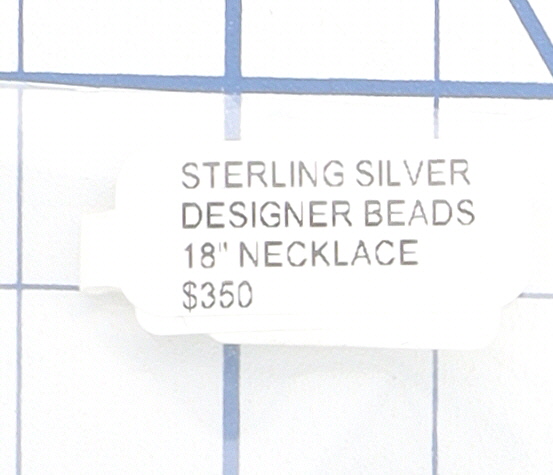 STERLING SILVER
DESIGNER BEADS
18" NECKLACE
$350